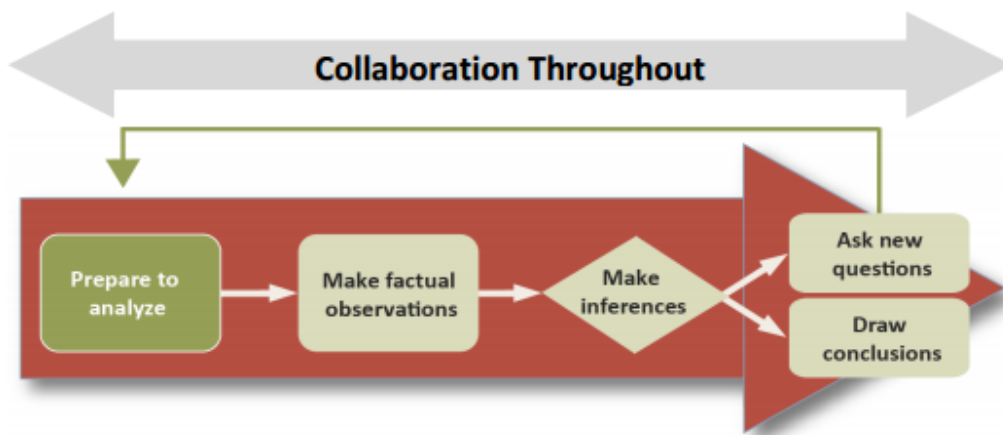 Collaboration Throughout
Prepare to
analyze
Make factual
observations
Make
inferences
Ask new
questions
Draw
conclusions